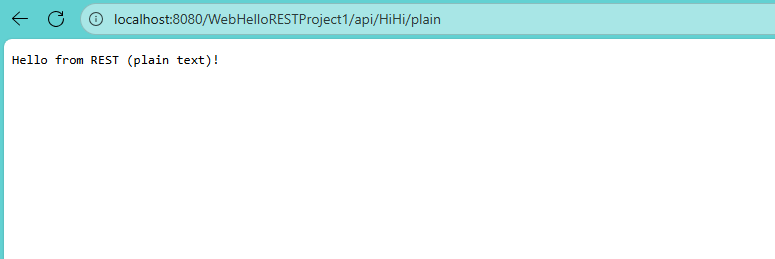 localhost:8080/WebHelloRESTProject1/api/HiHi/plain
Hello from REST (plain text)!